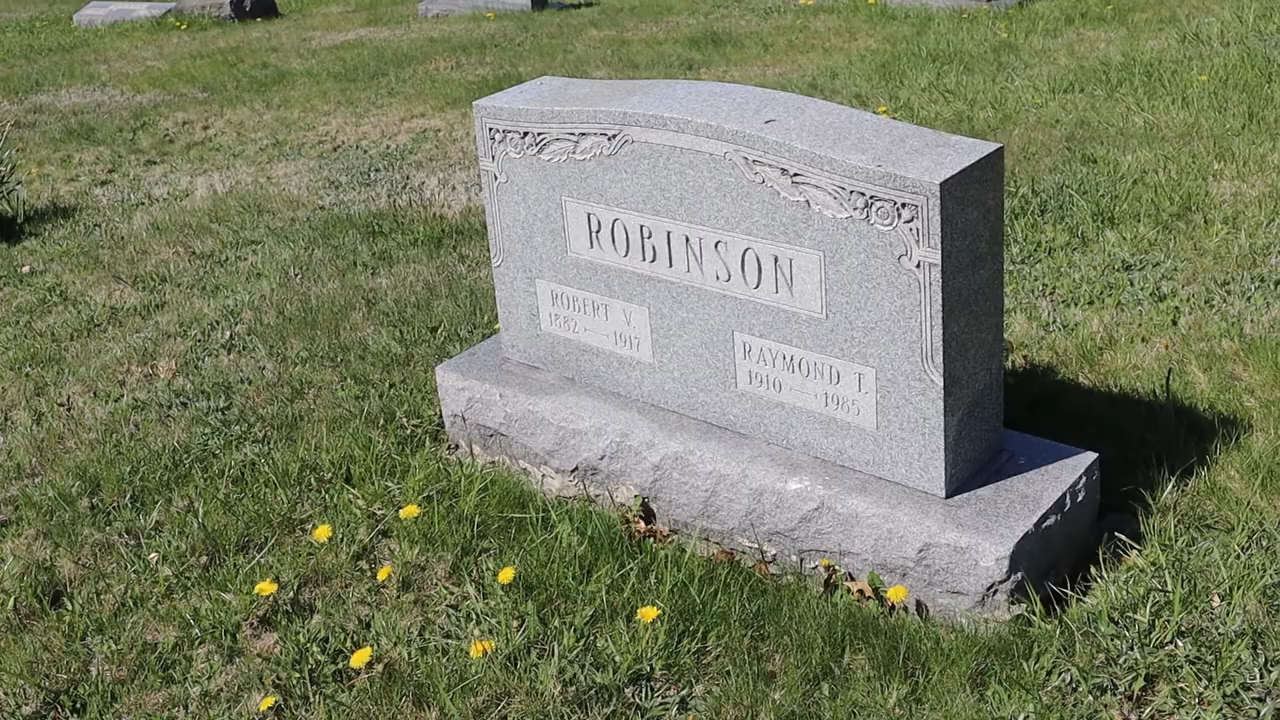 ROBINSON
ROBERT V.
1882 — 1917
RAYMOND T.
1910 — 1985